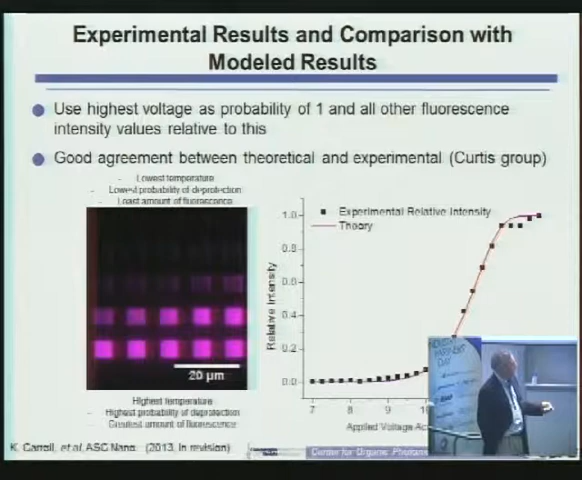 Experimental Results and Comparison with
Modeled Results
Use highest voltage as probability of 1 and all other fluorescence
intensity values relative to this
Good agreement between theoretical and experimental (Curtis group)
- Lowest temperature
- Lowest probability of deprotection
- Least amount of fluorescence
20 µm
Highest temperature
- Highest probability of deprotection
- Greatest amount of fluorescence
Experimental Relative Intensity
Theory
Relative Intensity
1.0
0.8
0.6
0.4
0.2
0.0
7 8 9
Applied Voltage
K. Carroll, et al, ASC Nano. (2013, in revision)
Center for Organic
DAY